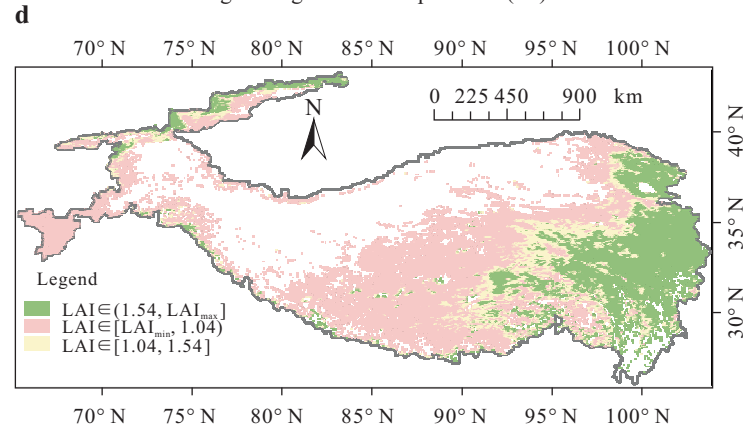 d
70° N 75° N 80° N 85° N 90° N 95° N 100° N
N
0 225 450 900 km
40° N
35° N
30° N
Legend
LAI∈(1.54, LAImax]
LAI∈[LAImin, 1.04)
LAI∈[1.04, 1.54]
70° N 75° N 80° N 85° N 90° N 95° N 100° N